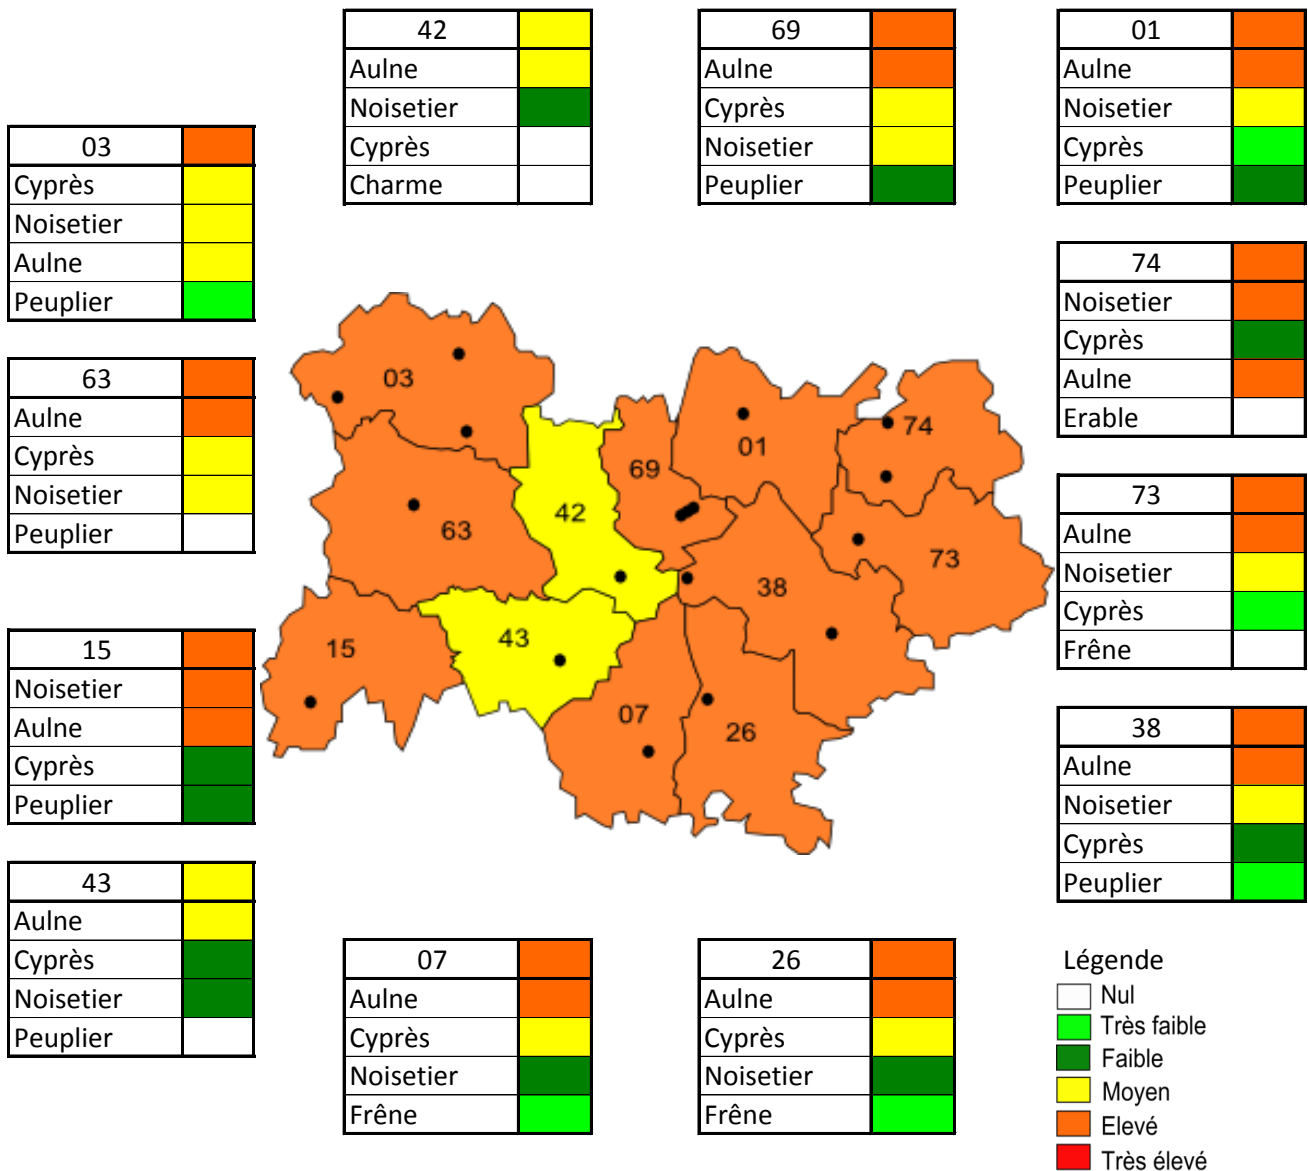 42
Aulne
Noisetier
Cyprès
Charme
69
Aulne
Cyprès
Noisetier
Peuplier
01
Aulne
Noisetier
Cyprès
Peuplier
03
Cyprès
Noisetier
Aulne
Peuplier
74
Noisetier
Cyprès
Aulne
Erable
63
Aulne
Cyprès
Noisetier
Peuplier
73
Aulne
Noisetier
Cyprès
Frêne
15
Noisetier
Aulne
Cyprès
Peuplier
38
Aulne
Noisetier
Cyprès
Peuplier
43
Aulne
Cyprès
Noisetier
Peuplier
03
74
01
69
42
63
73
38
43
15
07
26
07
Aulne
Cyprès
Noisetier
Frêne
26
Aulne
Cyprès
Noisetier
Frêne
Légende
Nul
Très faible
Faible
Moyen
Elevé
Très élevé